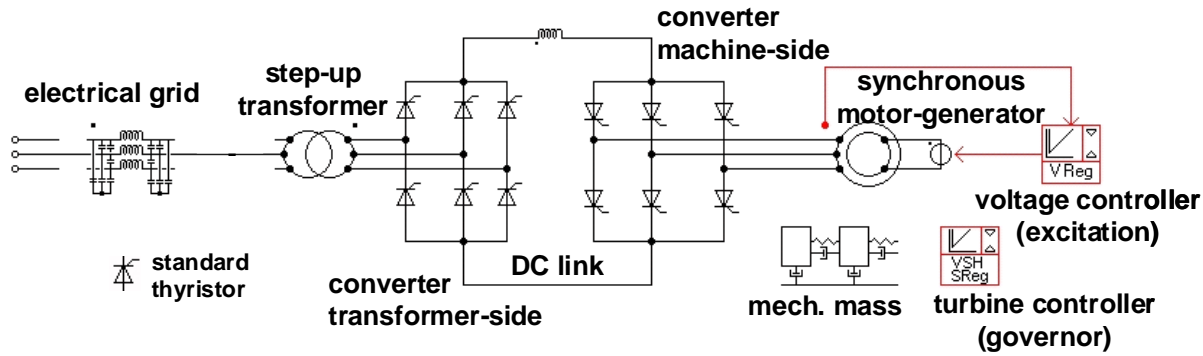 electrical grid
step-up
transformer
converter
machine-side
synchronous
motor-generator
V Reg
voltage controller
(excitation)
standard
thyristor
converter
transformer-side
DC link
mech. mass
VSH
SReg
turbine controller
(governor)